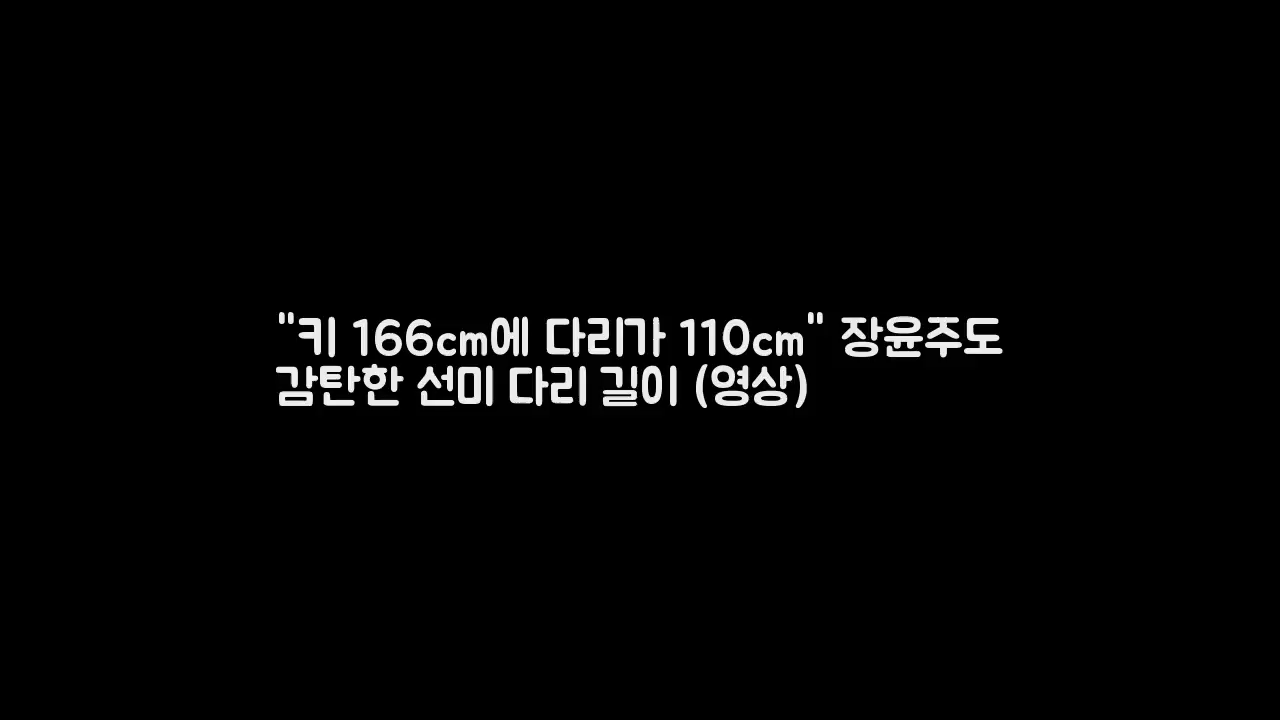 "키 166cm에 다리가 110cm" 장윤주도
감탄한 선미 다리 길이 (영상)